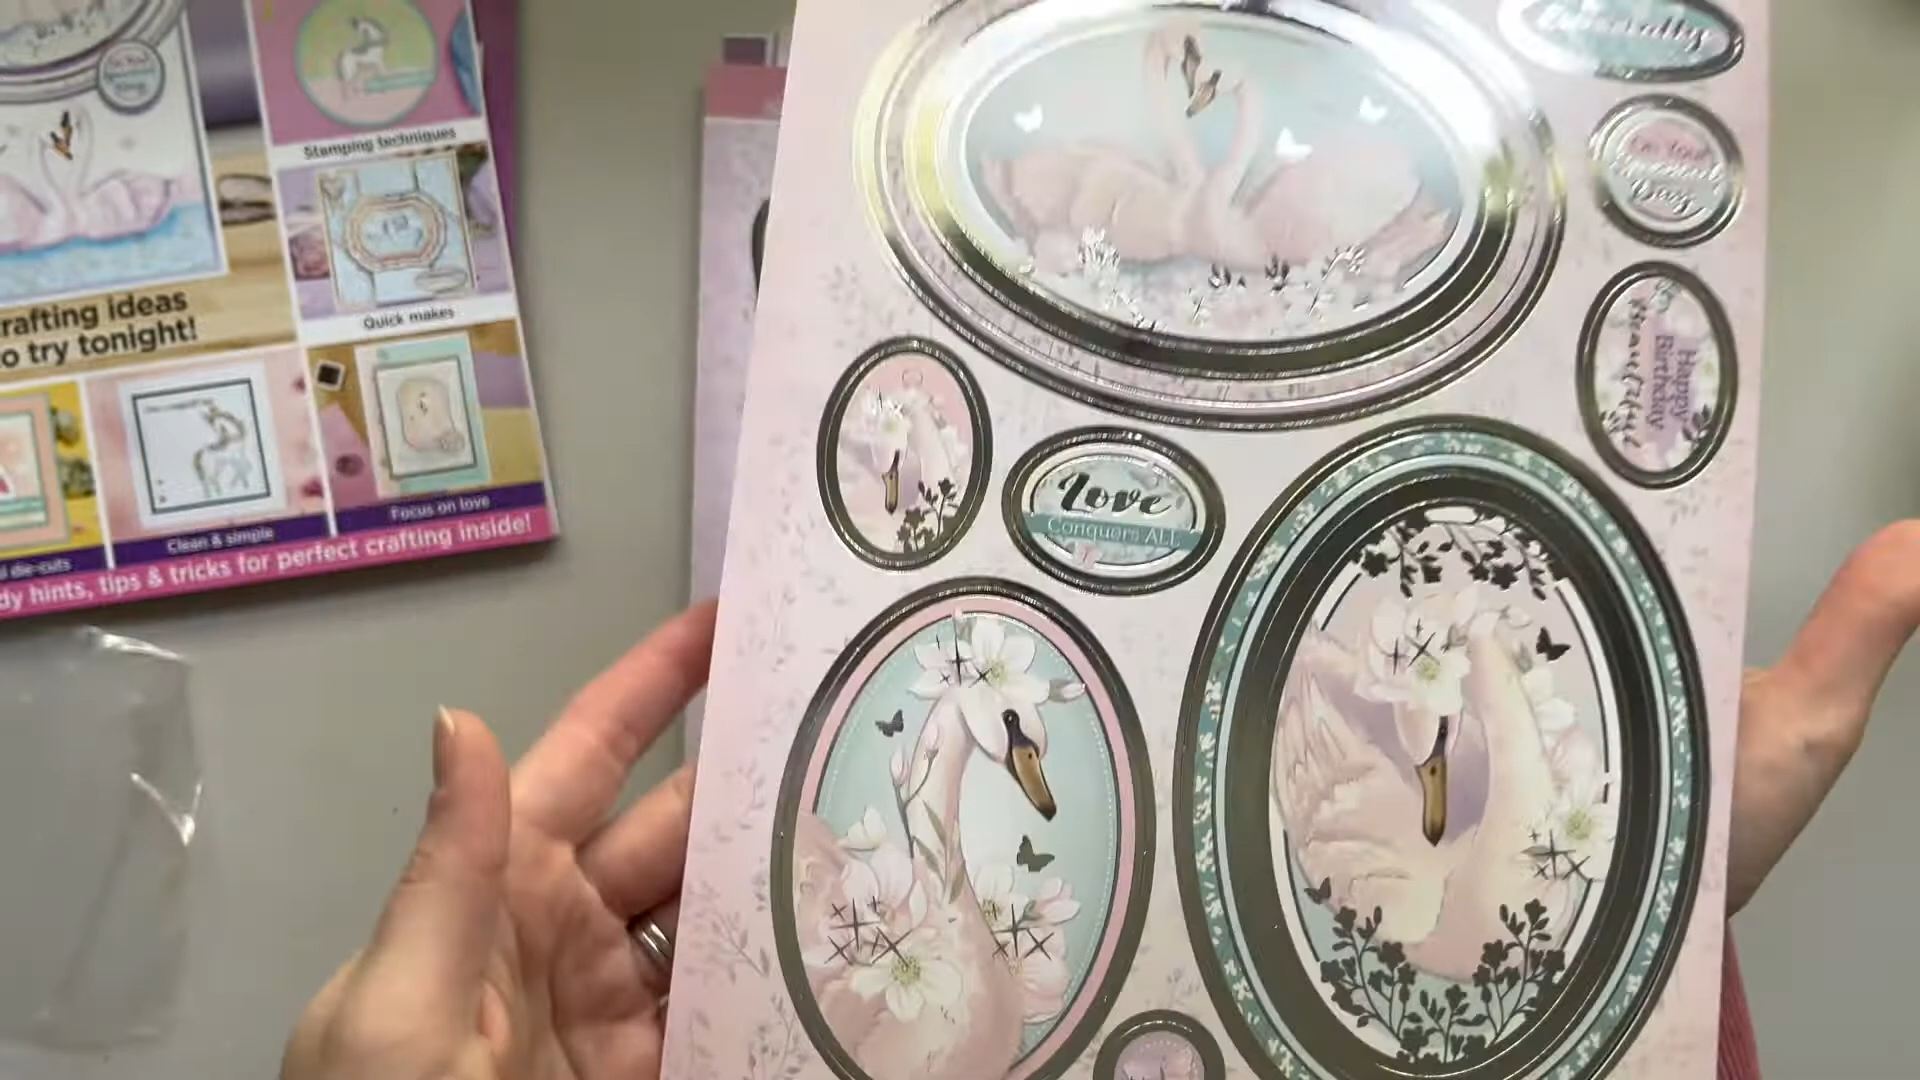 Stamping techniques
Quick makes
rafting ideas
o try tonight!
Clean & simple
Focus on love
d die-cuts
dy hints, tips & tricks for perfect crafting inside!
Love
Conquers ALL
Happy
Birthday
Beautiful